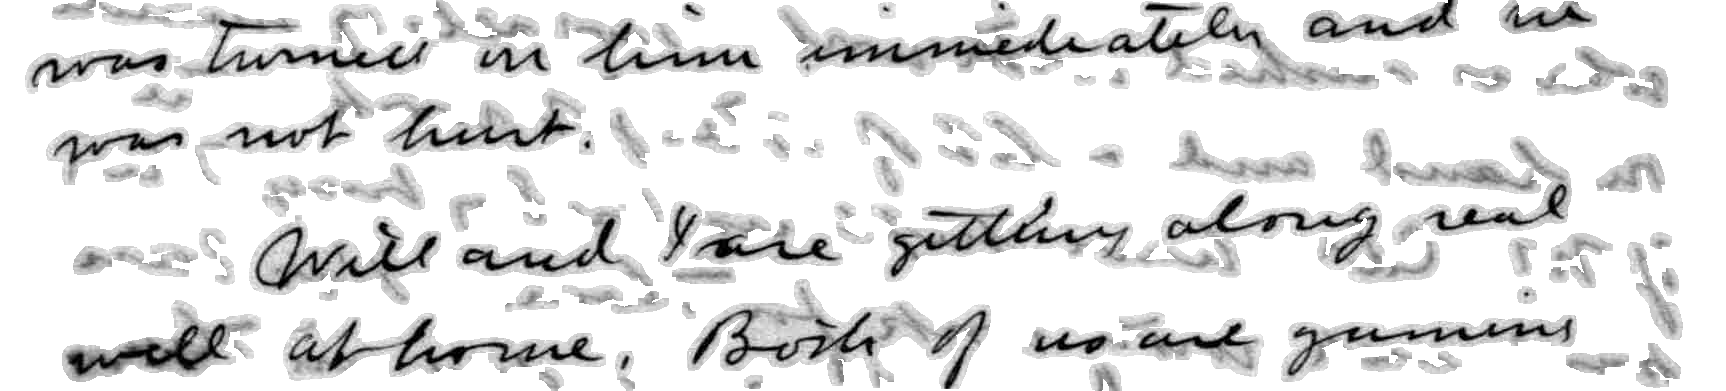 was turned on him immediately and he
was not hurt.
Will and I are getting along real
well at home. Both of us are gaining